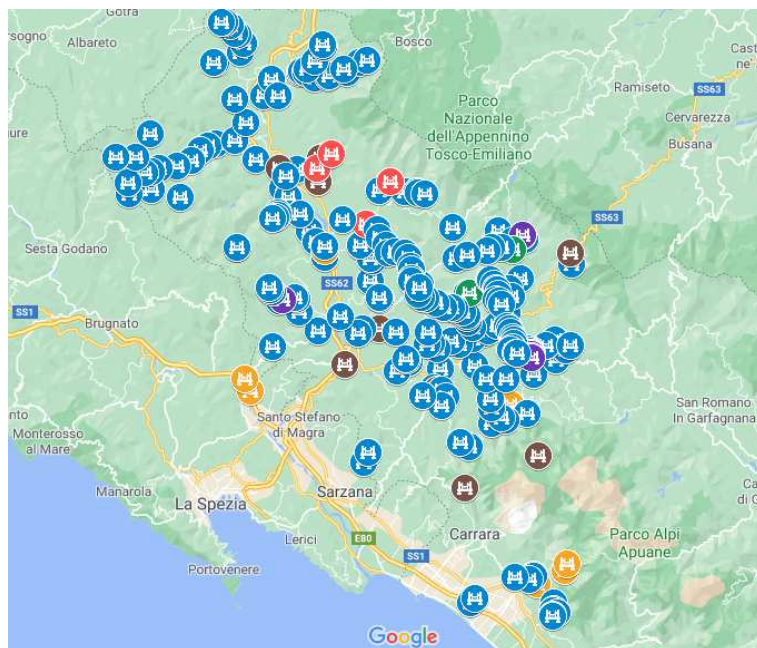 Gotra
Albareto
Bosco
Ramiseto
SS63
Cervarezza
Busana
Parco
Nazionale
dell'Appennino
Tosco-Emiliano
SS63
Sesta Godano
SS62
SS1
Brugnato
Santo Stefano
di Magra
San Romano
In Garfagnana
Monterosso
al Mare
Manarola
La Spezia
Sarzana
Carrara
Lerici
E80
SS1
Parco Alpi
Apuane
Portovenere
Google